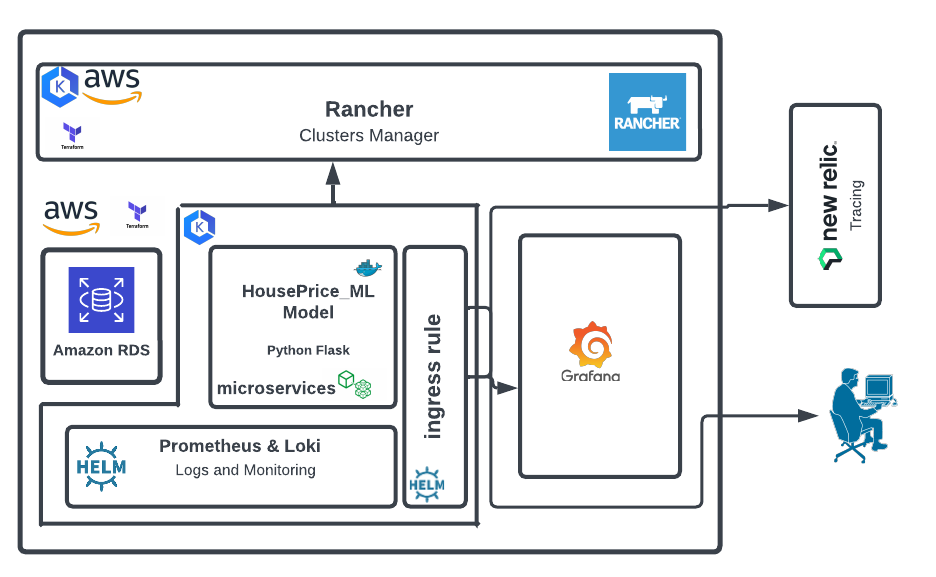 K
aws
Terraform
Rancher
Clusters Manager
RANCHER
aws
Terraform
Amazon RDS
K
HousePrice_ML
Model
Python Flask
microservices
ingress rule
HELM
HELM
Prometheus & Loki
Logs and Monitoring
Grafana
new relic.
Tracing